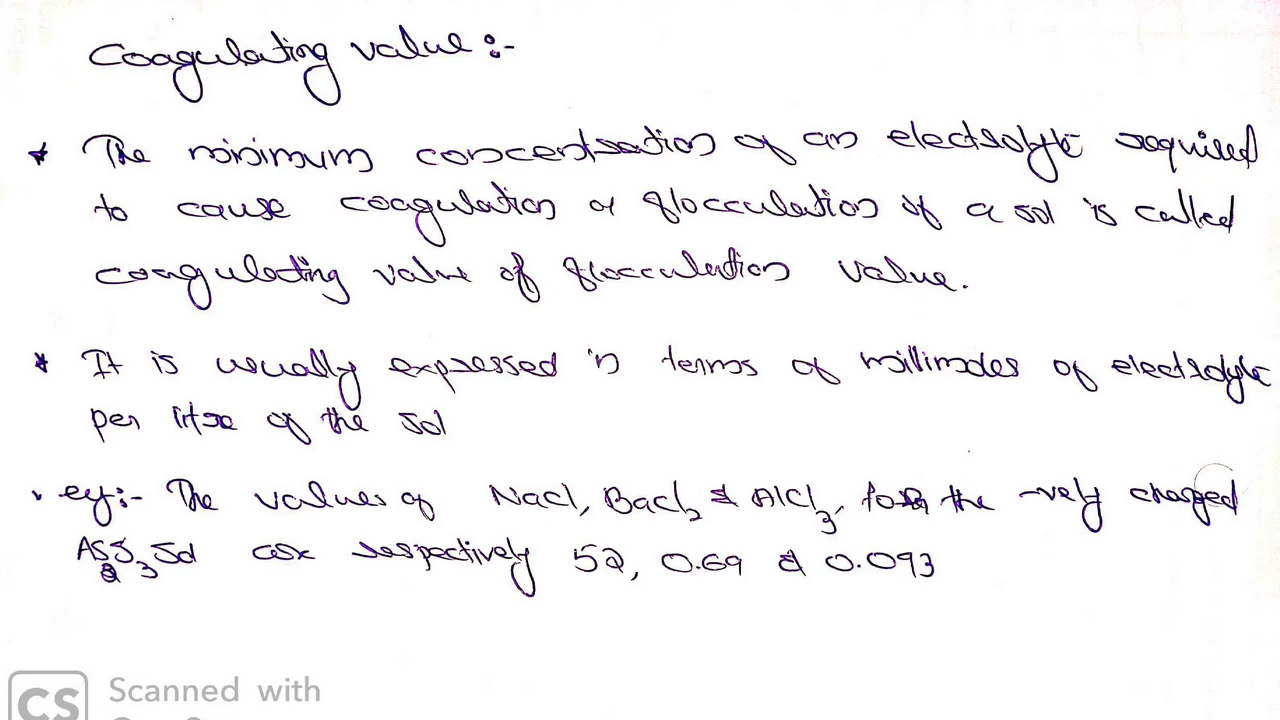 Coagulating value :-
* The minimum concentration of an electrolyte required
to cause coagulation or flocculation of a sol is called
coagulating value of flocculation value.
* It is usually expressed in terms of millimoles of electrolyte
per litre of the sol
eg:- The values of NaCl, BaCl₂ & AlCl₃, for the -vely charged
As₂S₃ sol are respectively 52, 0.69 & 0.093
CS Scanned with